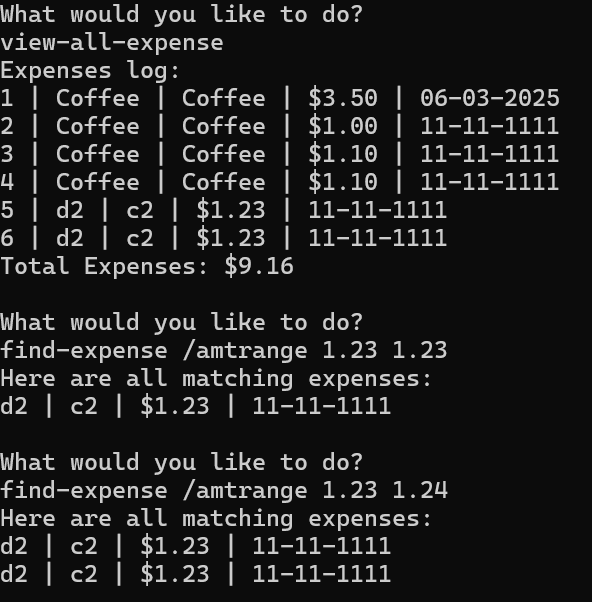 What would you like to do?
view-all-expense
Expenses log:
1 | Coffee | Coffee | $3.50 | 06-03-2025
2 | Coffee | Coffee | $1.00 | 11-11-1111
3 | Coffee | Coffee | $1.10 | 11-11-1111
4 | Coffee | Coffee | $1.10 | 11-11-1111
5 | d2 | c2 | $1.23 | 11-11-1111
6 | d2 | c2 | $1.23 | 11-11-1111
Total Expenses: $9.16
What would you like to do?
find-expense /amtrange 1.23 1.23
Here are all matching expenses:
d2 | c2 | $1.23 | 11-11-1111
What would you like to do?
find-expense /amtrange 1.23 1.24
Here are all matching expenses:
d2 | c2 | $1.23 | 11-11-1111
d2 | c2 | $1.23 | 11-11-1111